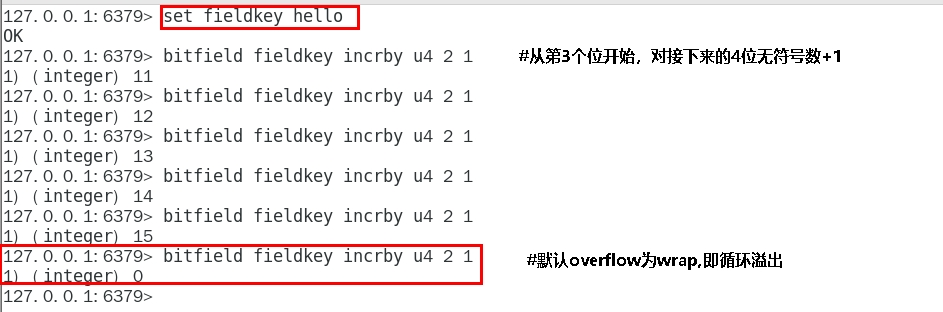 127.0.0.1:6379> set fieldkey hello
OK
127.0.0.1:6379> bitfield fieldkey incrby u4 2 1 #从第3个位开始，对接下来的4位无符号数+1
1) (integer) 11
127.0.0.1:6379> bitfield fieldkey incrby u4 2 1
1) (integer) 12
127.0.0.1:6379> bitfield fieldkey incrby u4 2 1
1) (integer) 13
127.0.0.1:6379> bitfield fieldkey incrby u4 2 1
1) (integer) 14
127.0.0.1:6379> bitfield fieldkey incrby u4 2 1
1) (integer) 15
127.0.0.1:6379> bitfield fieldkey incrby u4 2 1 #默认overflow为wrap,即循环溢出
1) (integer) 0
127.0.0.1:6379>